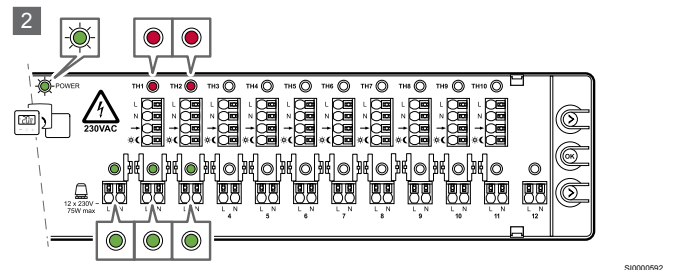 2
POWER
TH1 TH2 TH3 TH4 TH5 TH6 TH7 TH8 TH9 TH10
230VAC
L
N
L
N
L
N
L
N
L
N
L
N
L
N
L
N
L
N
L
N
OK
12 x 230V ~
75W max
L N L N L N L N L N L N L N L N L N L N L N L N
4 5 6 7 8 9 10 11 12
SI0000592